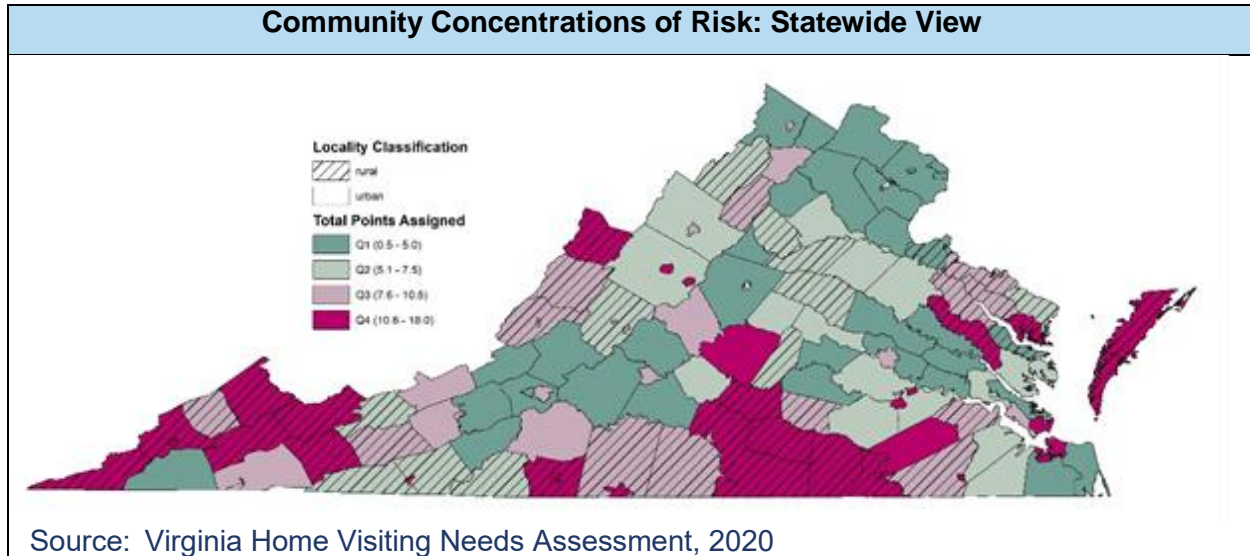 Community Concentrations of Risk: Statewide View
Locality Classification
rural
urban
Total Points Assigned
Q1 (0.5 - 5.0)
Q2 (5.1 - 7.5)
Q3 (7.6 - 10.5)
Q4 (10.6 - 18.0)
Source: Virginia Home Visiting Needs Assessment, 2020